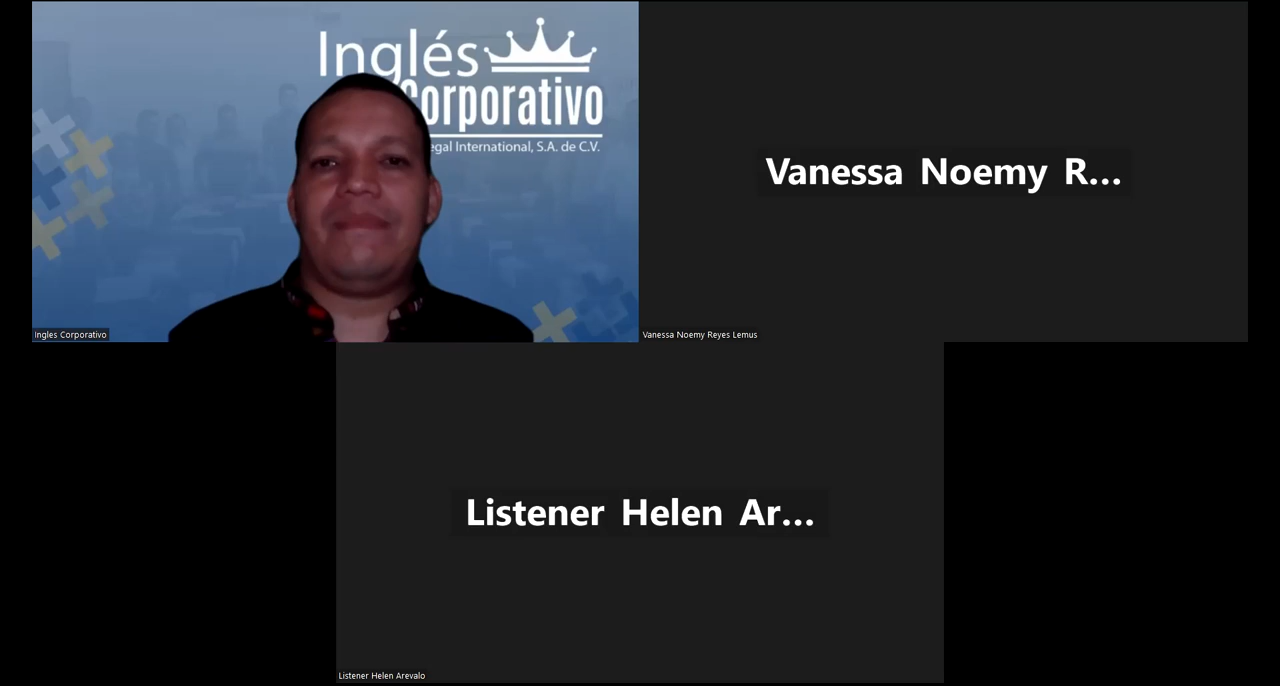 Inglés
Corporativo
egal International, S.A. de C.V.
Ingles Corporativo
Vanessa Noemy R...
Vanessa Noemy Reyes Lemus
Listener Helen Ar...
Listener Helen Arevalo